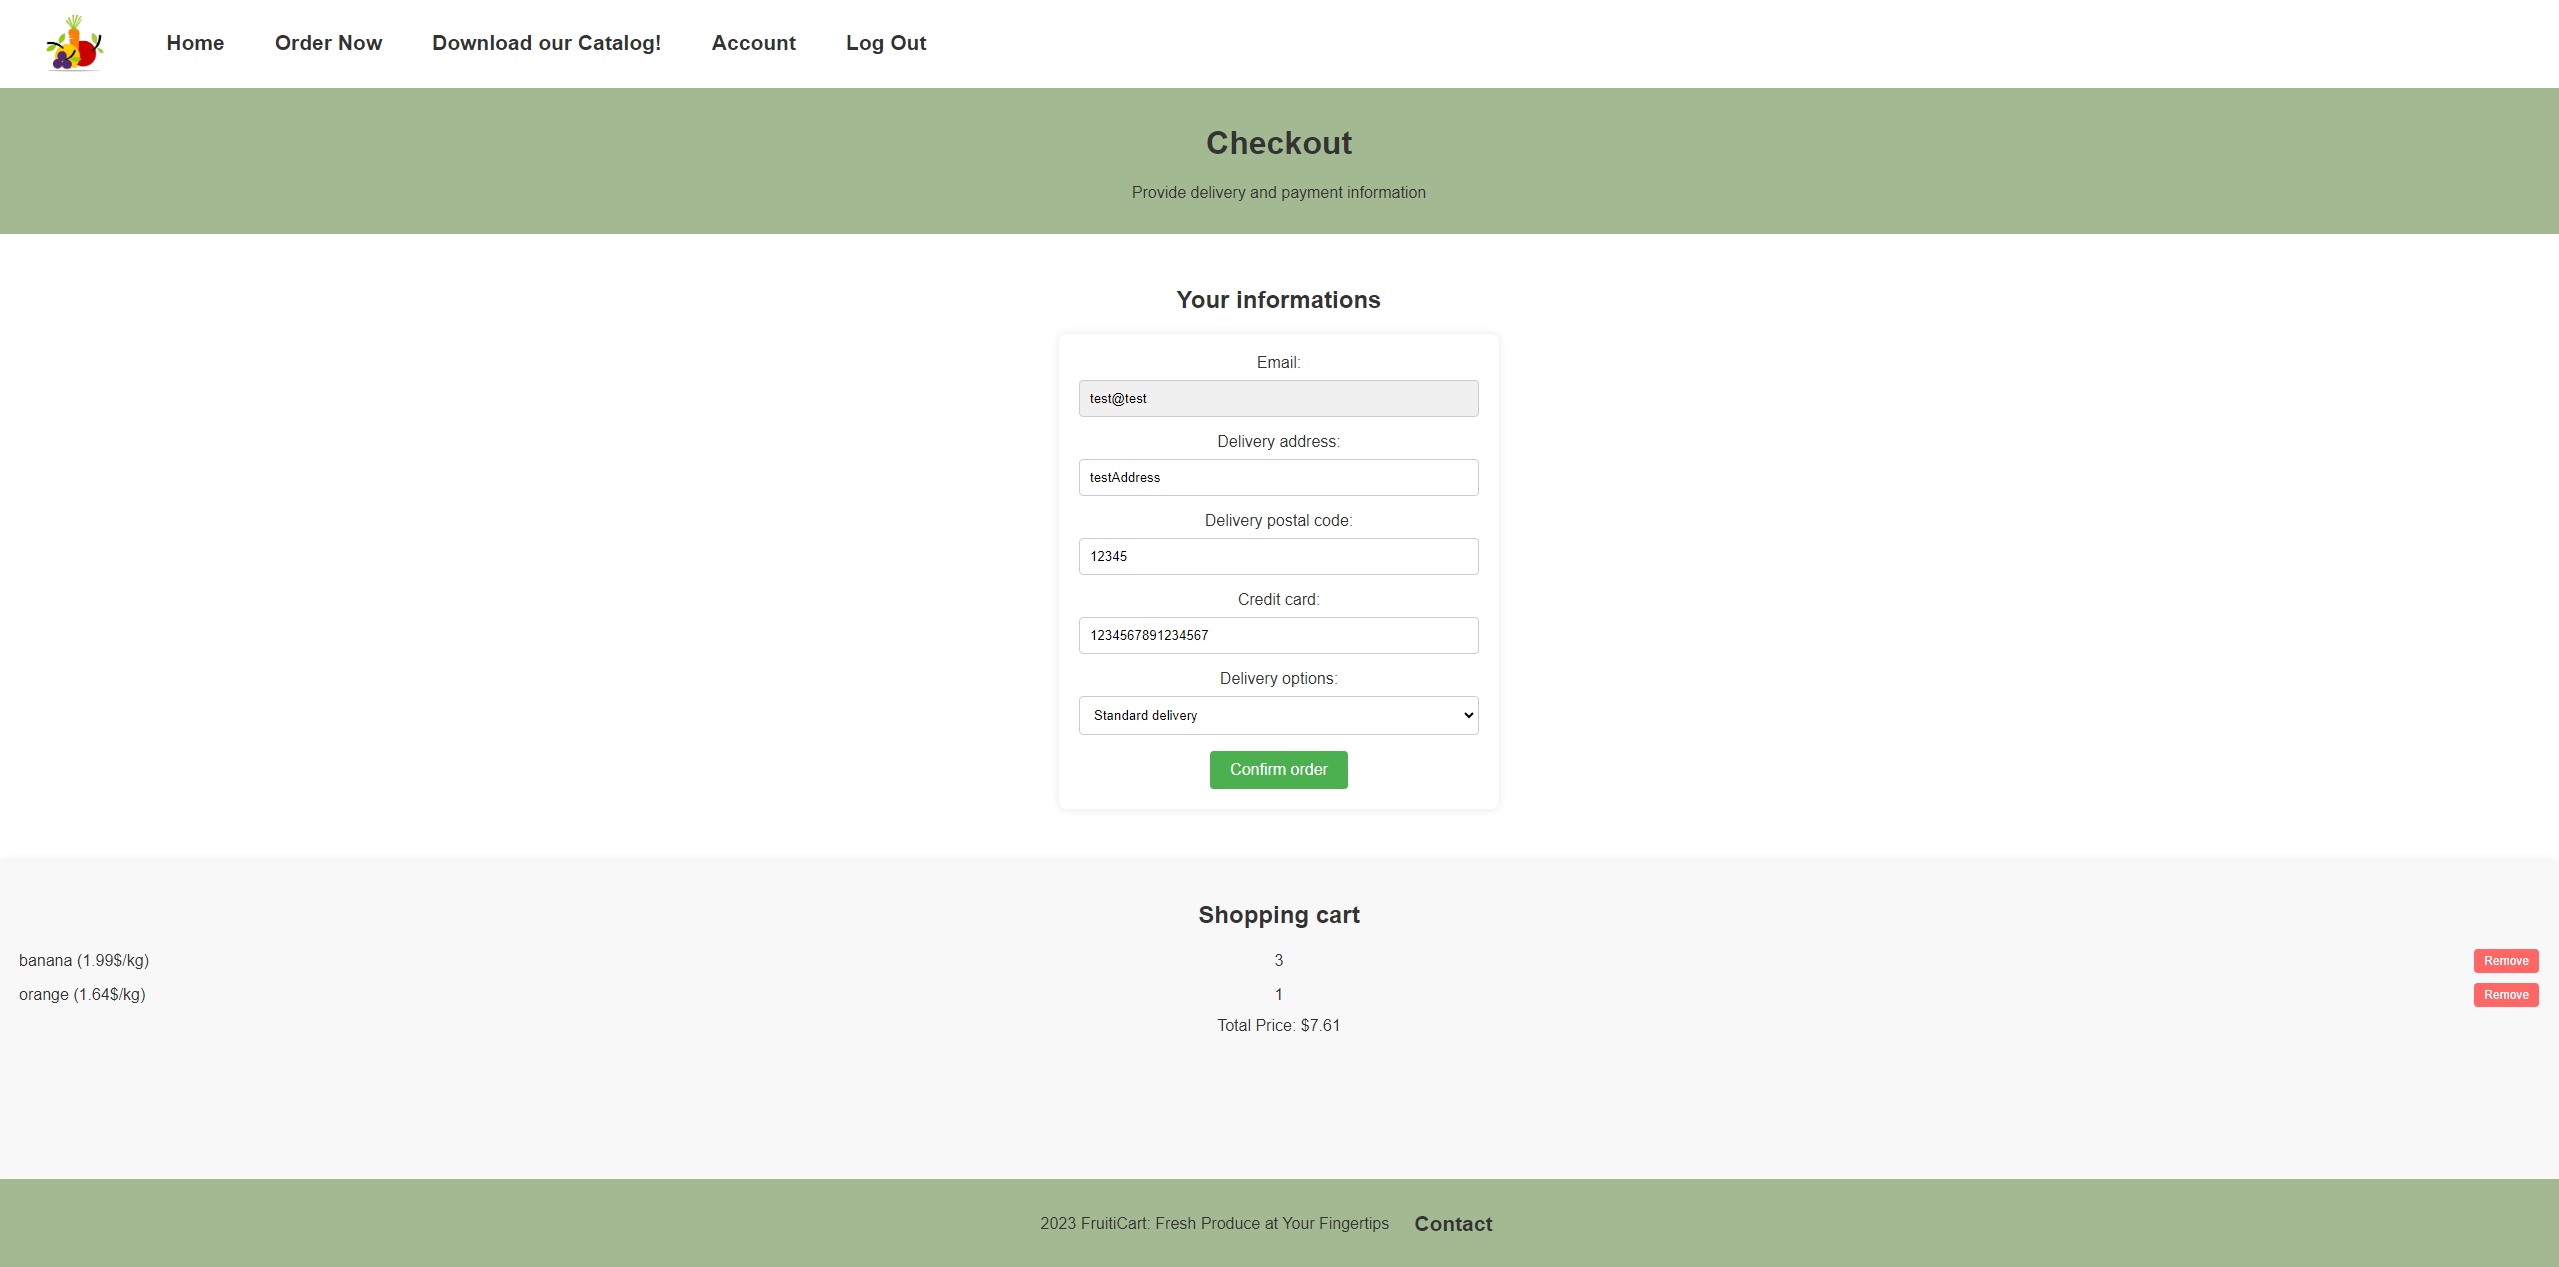 Home Order Now Download our Catalog! Account Log Out
Checkout
Provide delivery and payment information
Your informations
Email:
test@test
Delivery address:
testAddress
Delivery postal code:
12345
Credit card:
1234567891234567
Delivery options:
Standard delivery
Confirm order
Shopping cart
banana (1.99$/kg) 3 Remove
orange (1.64$/kg) 1 Remove
Total Price: $7.61
2023 FruitiCart: Fresh Produce at Your Fingertips Contact